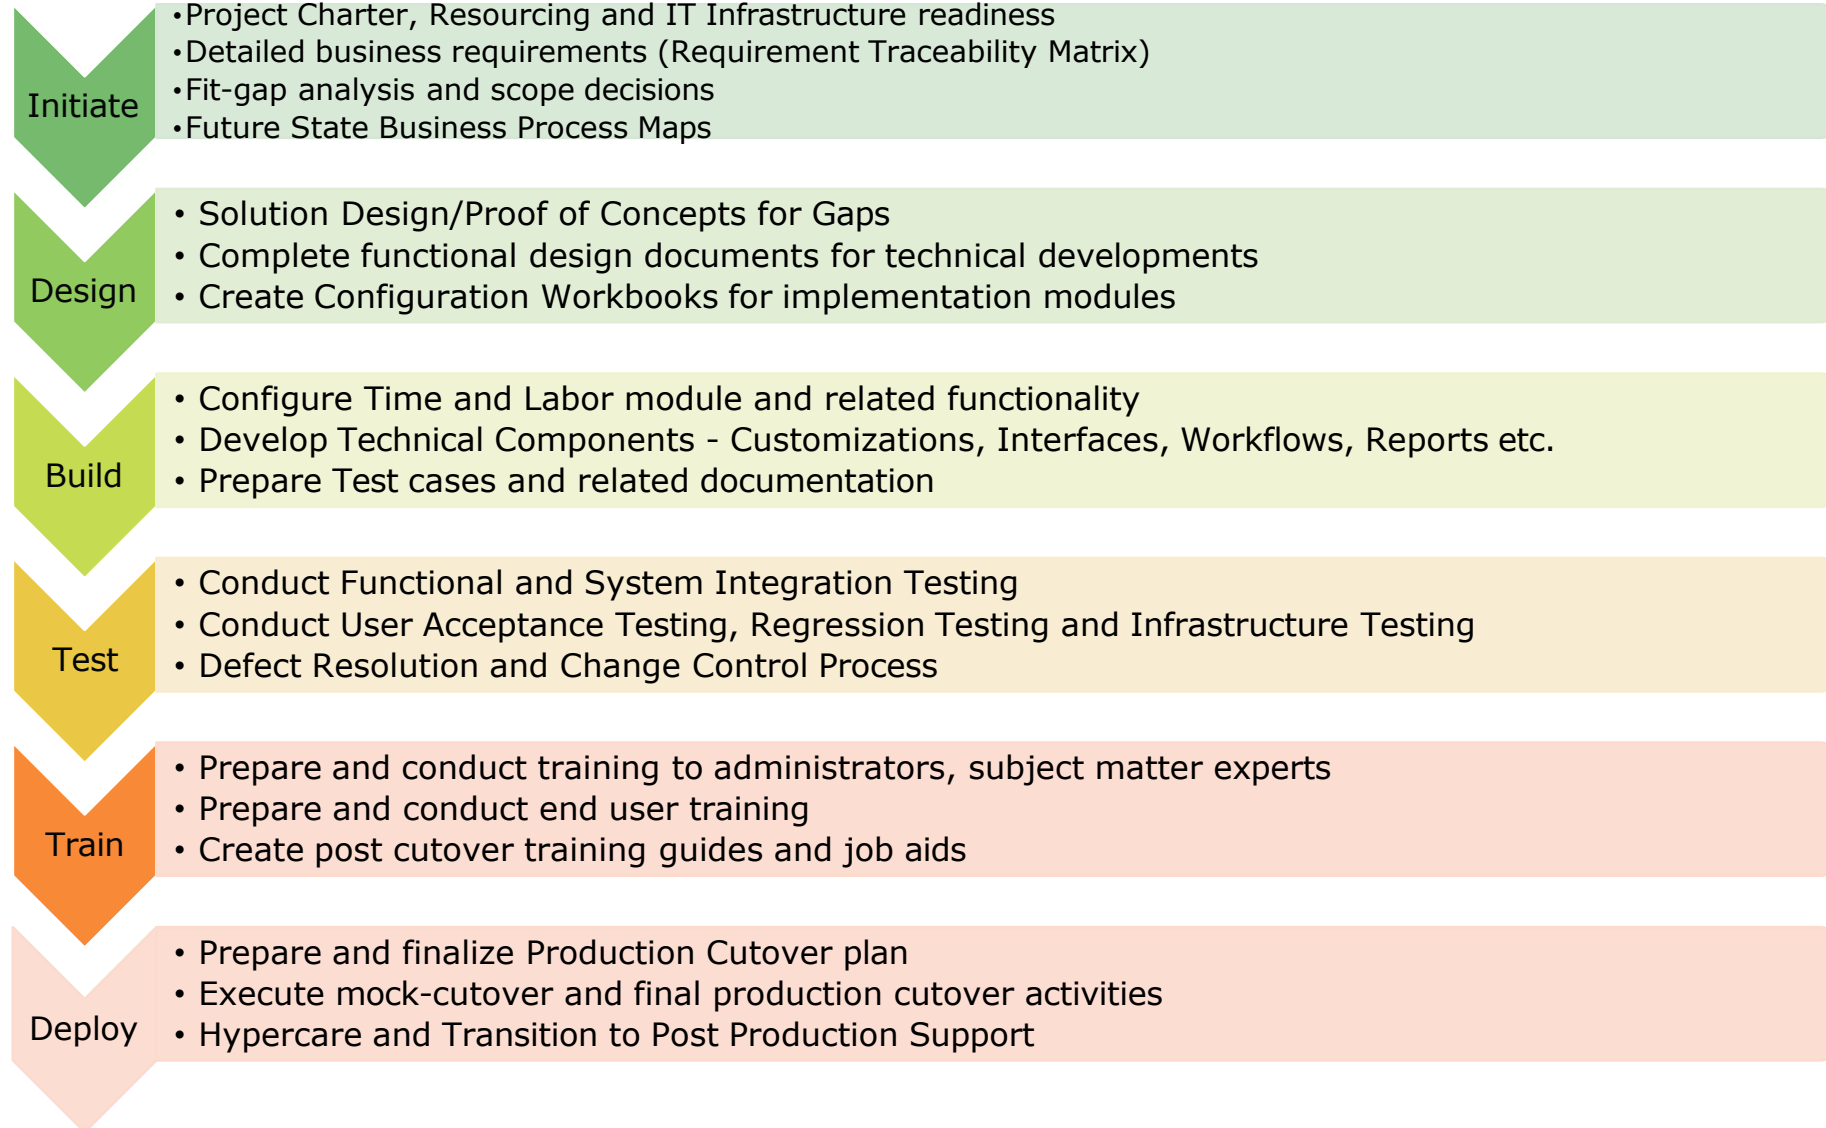 Initiate
•Project Charter, Resourcing and IT Infrastructure readiness
•Detailed business requirements (Requirement Traceability Matrix)
•Fit-gap analysis and scope decisions
•Future State Business Process Maps
Design
• Solution Design/Proof of Concepts for Gaps
• Complete functional design documents for technical developments
• Create Configuration Workbooks for implementation modules
Build
• Configure Time and Labor module and related functionality
• Develop Technical Components - Customizations, Interfaces, Workflows, Reports etc.
• Prepare Test cases and related documentation
Test
• Conduct Functional and System Integration Testing
• Conduct User Acceptance Testing, Regression Testing and Infrastructure Testing
• Defect Resolution and Change Control Process
Train
• Prepare and conduct training to administrators, subject matter experts
• Prepare and conduct end user training
• Create post cutover training guides and job aids
Deploy
• Prepare and finalize Production Cutover plan
• Execute mock-cutover and final production cutover activities
• Hypercare and Transition to Post Production Support